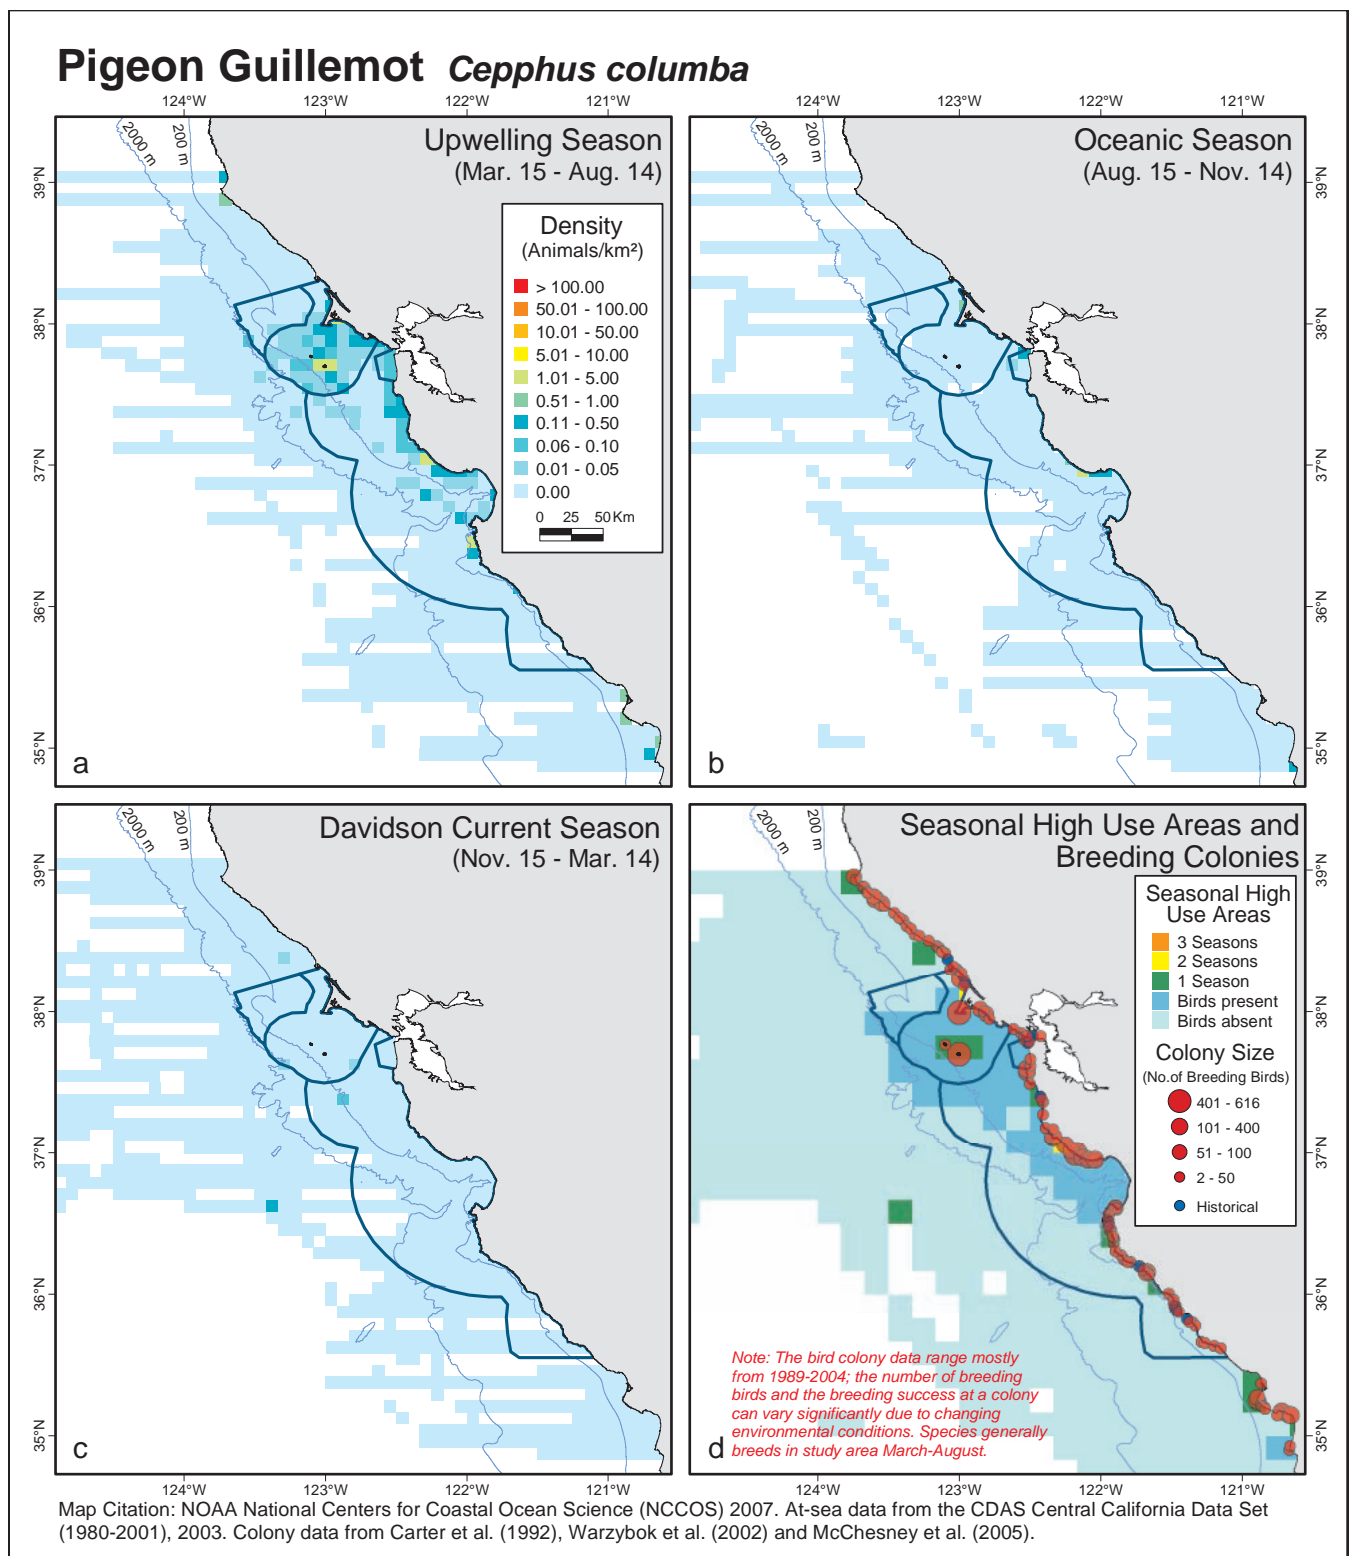 Pigeon Guillemot Cepphus columba
124°W 123°W 122°W 121°W 124°W 123°W 122°W 121°W
2000 m
200 m
Upwelling Season
(Mar. 15 - Aug. 14)
Density
(Animals/km²)
> 100.00
50.01 - 100.00
10.01 - 50.00
5.01 - 10.00
1.01 - 5.00
0.51 - 1.00
0.11 - 0.50
0.06 - 0.10
0.01 - 0.05
0.00
0 25 50 Km
39°N
38°N
37°N
36°N
35°N
a
2000 m
200 m
Oceanic Season
(Aug. 15 - Nov. 14)
39°N
38°N
37°N
36°N
35°N
b
2000 m
200 m
Davidson Current Season
(Nov. 15 - Mar. 14)
39°N
38°N
37°N
36°N
35°N
c
2000 m
200 m
Seasonal High Use Areas and
Breeding Colonies
Seasonal High
Use Areas
3 Seasons
2 Seasons
1 Season
Birds present
Birds absent
Colony Size
(No.of Breeding Birds)
401 - 616
101 - 400
51 - 100
2 - 50
Historical
39°N
38°N
37°N
36°N
35°N
Note: The bird colony data range mostly
from 1989-2004; the number of breeding
birds and the breeding success at a colony
can vary significantly due to changing
environmental conditions. Species generally
breeds in study area March-August.
d
124°W 123°W 122°W 121°W 124°W 123°W 122°W 121°W
Map Citation: NOAA National Centers for Coastal Ocean Science (NCCOS) 2007. At-sea data from the CDAS Central California Data Set
(1980-2001), 2003. Colony data from Carter et al. (1992), Warzybok et al. (2002) and McChesney et al. (2005).